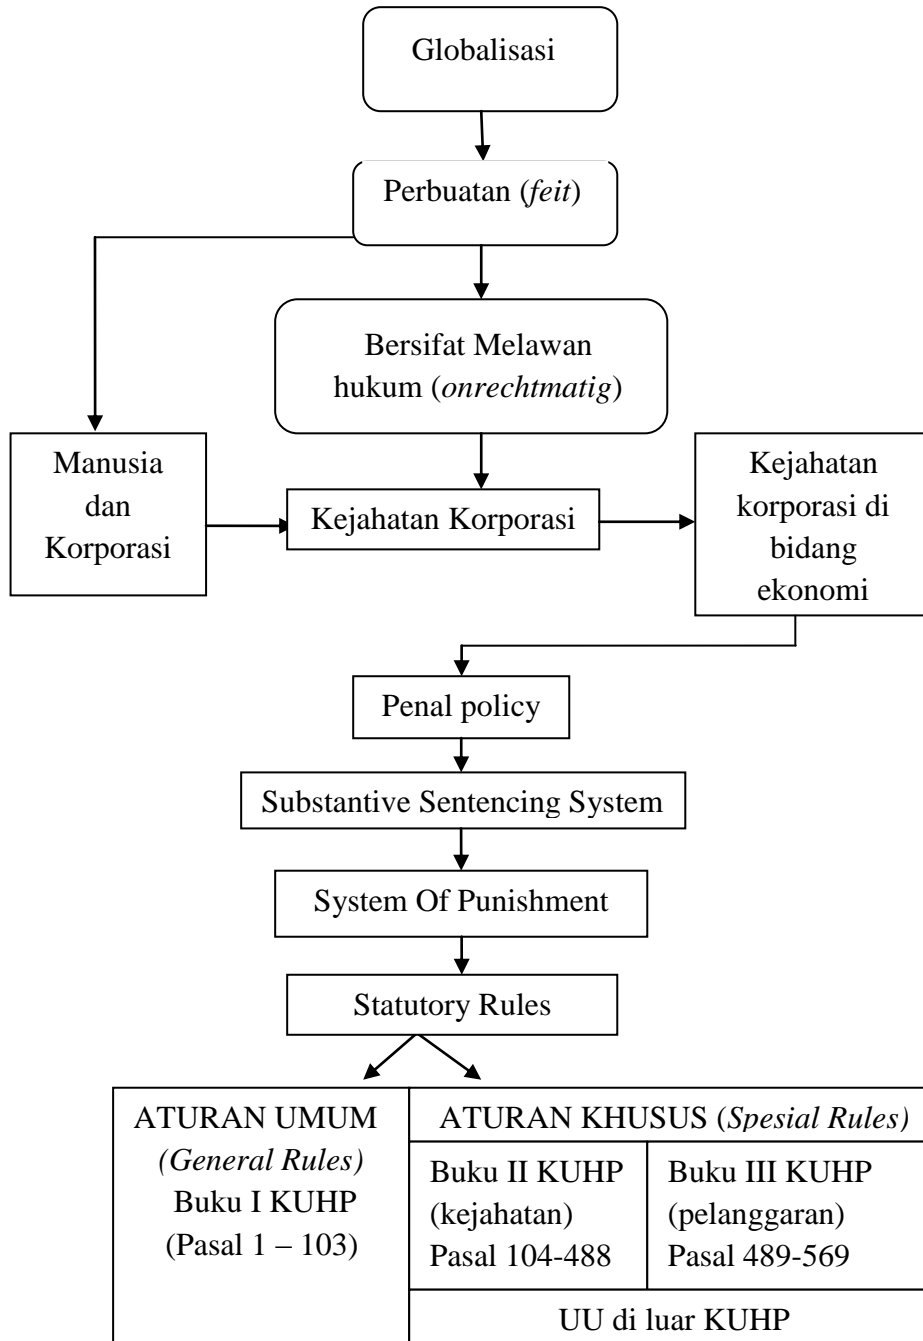 Globalisasi
Perbuatan (feit)
Bersifat Melawan
hukum (onrechtmatig)
Manusia
dan
Korporasi
Kejahatan Korporasi
Kejahatan
korporasi di
bidang
ekonomi
Penal policy
Substantive Sentencing System
System Of Punishment
Statutory Rules
ATURAN UMUM
(General Rules)
Buku I KUHP
(Pasal 1 – 103)
ATURAN KHUSUS (Spesial Rules)
Buku II KUHP
(kejahatan)
Pasal 104-488
Buku III KUHP
(pelanggaran)
Pasal 489-569
UU di luar KUHP